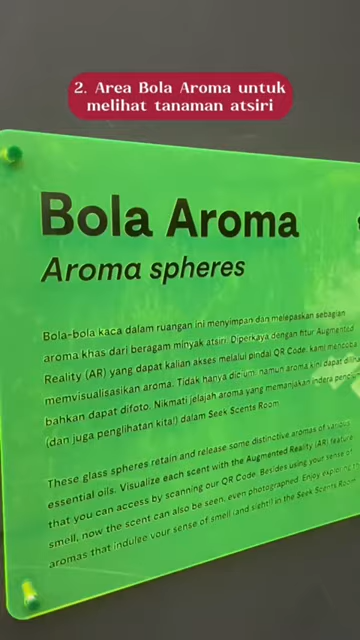 2. Area Bola Aroma untuk
melihat tanaman atsiri
Bola Aroma
Aroma spheres
Bola-bola kaca dalam ruangan ini menyimpan dan melepaskan sebagian
aroma khas dari beragam minyak atsiri. Diperkaya dengan fitur Augmented
Reality (AR) yang dapat kalian akses melalui pindai QR Code, kami mencoba
memvisualisasikan aroma. Tidak hanya dicium, namun aroma kini dapat
bahkan dapat difoto. Nikmati jelajah aroma yang memanjakan indera
(dan juga penglihatan kita!) dalam Seek Scents Room.
These glass spheres retain and release some distinctive aromas of various
essential oils. Visualize each scent with the Augmented Reality (AR) feature
that you can access by scanning our QR Code. Besides using your sense of
smell, now the scent can also be seen, even photographed. Enjoy exploring
aromas that indulge your sense of smell (and sight!) in the Seek Scents Room.